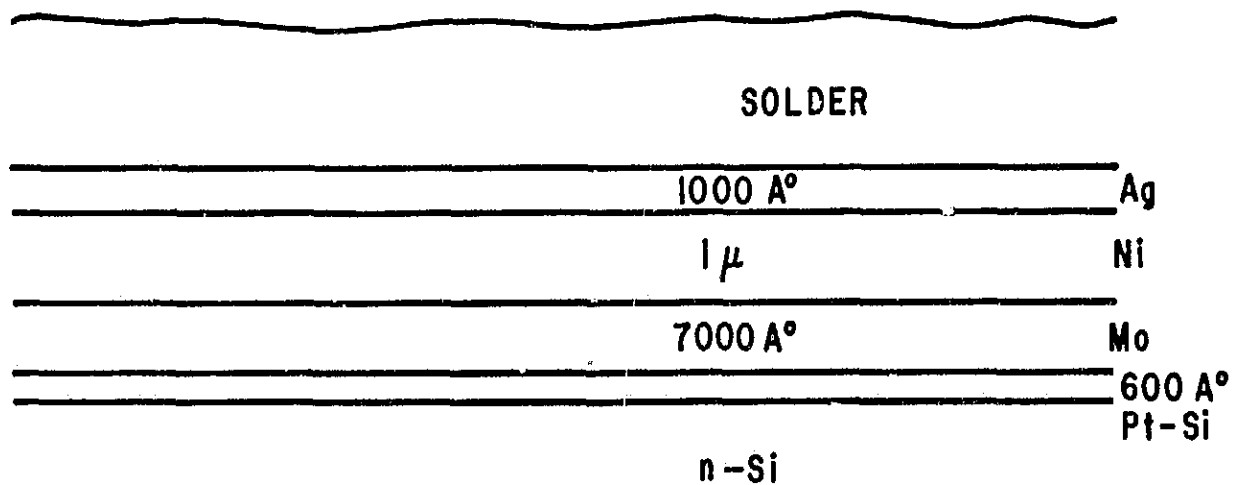 SOLDER
1000 A° Ag
1 μ Ni
7000 A° Mo
600 A°
Pt-Si
n-Si